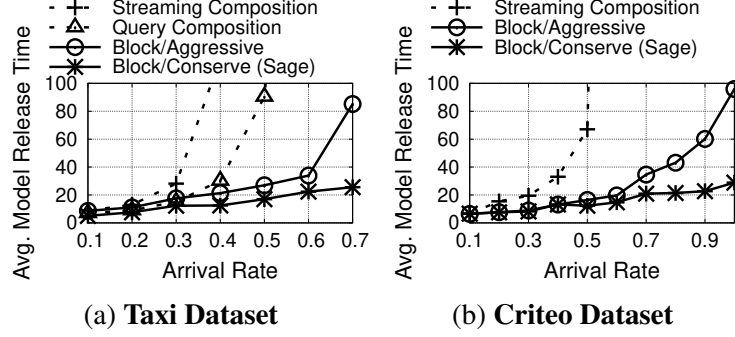 Streaming Composition
Query Composition
Block/Aggressive
Block/Conserve (Sage)
Avg. Model Release Time
100
80
60
40
20
0
0.1 0.2 0.3 0.4 0.5 0.6 0.7
Arrival Rate
(a) Taxi Dataset
Streaming Composition
Block/Aggressive
Block/Conserve (Sage)
Avg. Model Release Time
100
80
60
40
20
0
0.1 0.3 0.5 0.7 0.9
Arrival Rate
(b) Criteo Dataset